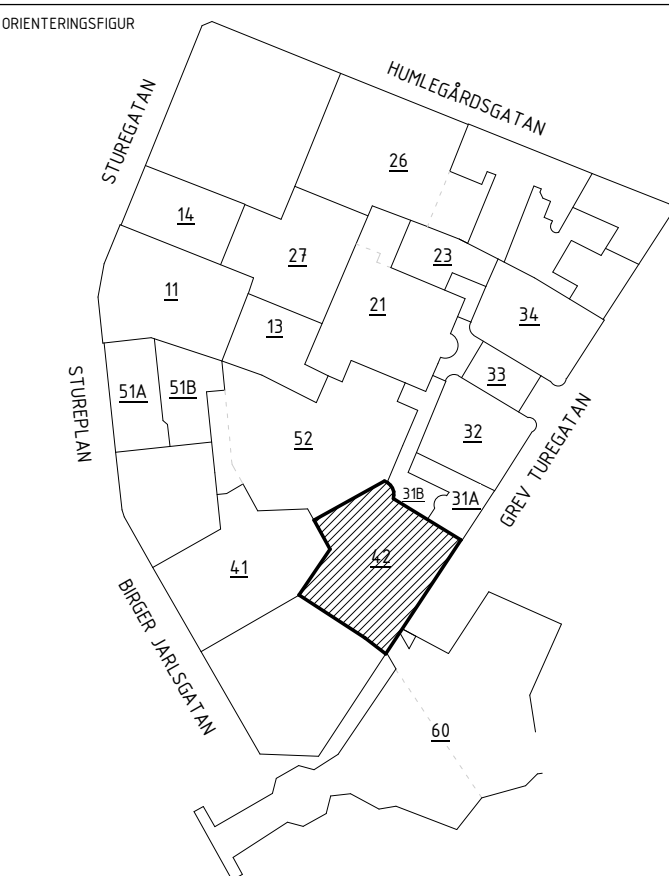 ORIENTERINGSFIGUR
HUMLEGÅRDSGATAN
STUREGATAN
26
14
27
23
11
21
34
13
33
51A
51B
STUREPLAN
52
32
GREV TUREGATAN
31B
31A
42
41
BIRGER JARLSGATAN
60